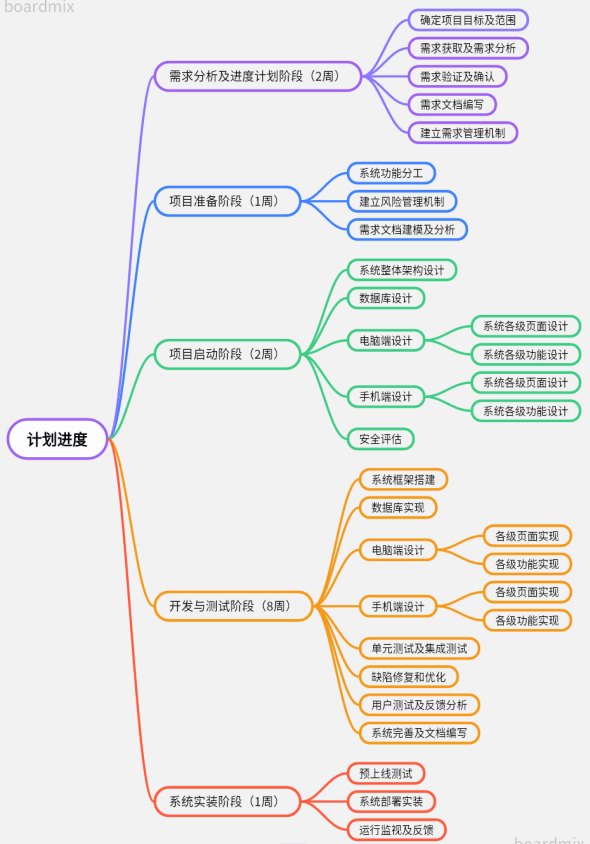 boardmix
计划进度
需求分析及进度计划阶段（2周）
确定项目目标及范围
需求获取及需求分析
需求验证及确认
需求文档编写
建立需求管理机制
项目准备阶段（1周）
系统功能分工
建立风险管理机制
需求文档建模及分析
项目启动阶段（2周）
系统整体架构设计
数据库设计
电脑端设计
系统各级页面设计
系统各级功能设计
手机端设计
系统各级页面设计
系统各级功能设计
安全评估
开发与测试阶段（8周）
系统框架搭建
数据库实现
电脑端设计
各级页面实现
各级功能实现
手机端设计
各级页面实现
各级功能实现
单元测试及集成测试
缺陷修复和优化
用户测试及反馈分析
系统完善及文档编写
系统实装阶段（1周）
预上线测试
系统部署实装
运行监视及反馈
boardmix